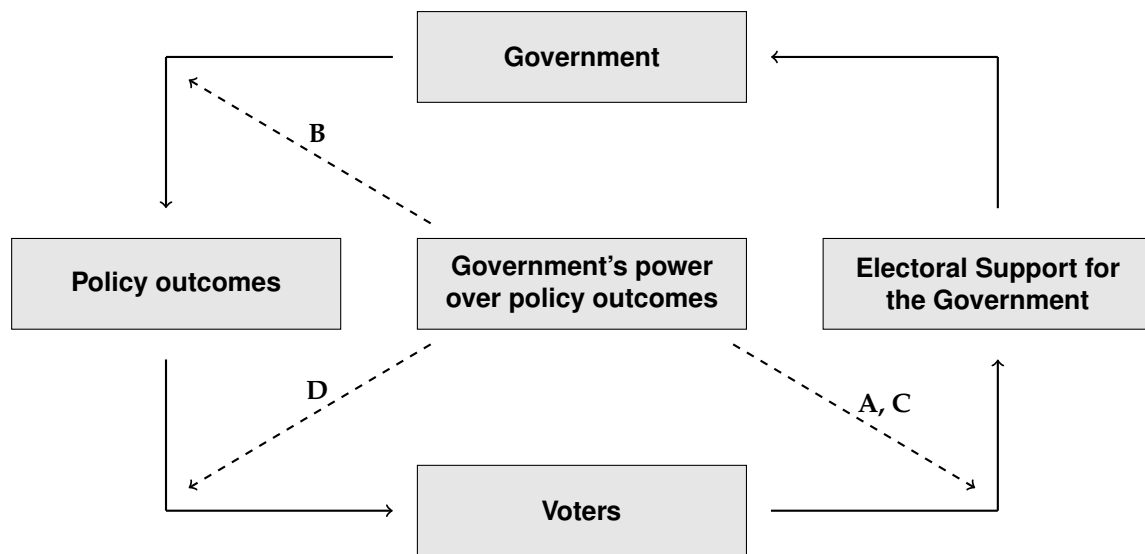 Government
B
Policy outcomes
Government's power
over policy outcomes
Electoral Support for
the Government
D
A, C
Voters